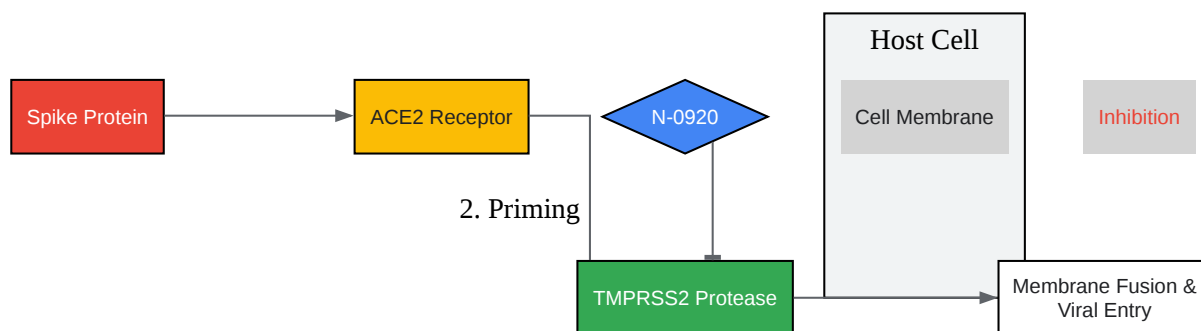 Host Cell
Spike Protein
ACE2 Receptor
N-0920
Cell Membrane
Inhibition
2. Priming
TMPRSS2 Protease
Membrane Fusion &
Viral Entry